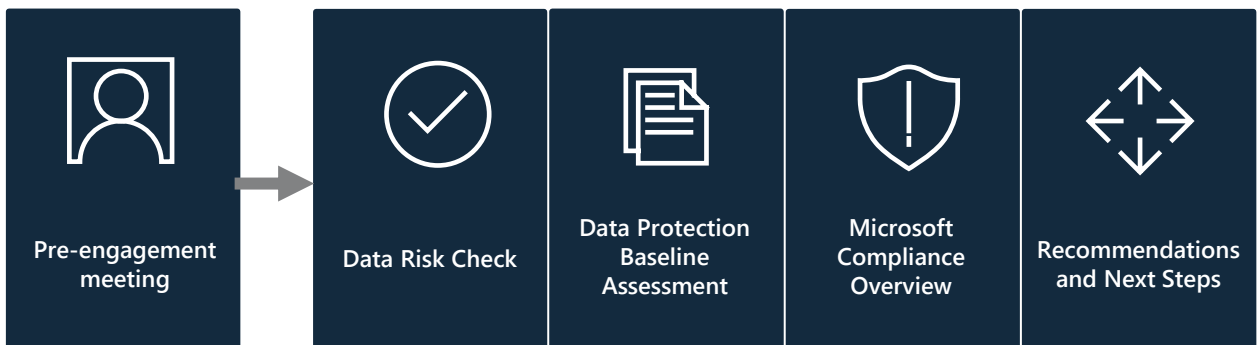 Pre-engagement
meeting
Data Risk Check
Data Protection
Baseline
Assessment
Microsoft
Compliance
Overview
Recommendations
and Next Steps